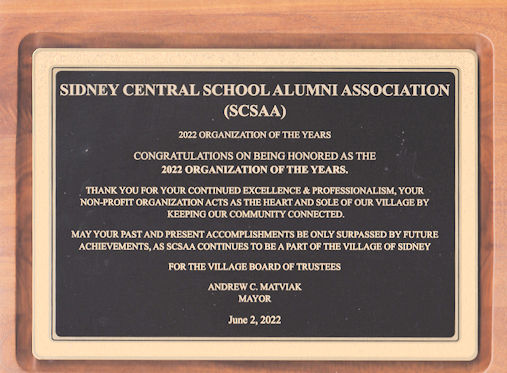 SIDNEY CENTRAL SCHOOL ALUMNI ASSOCIATION
(SCSAA)
2022 ORGANIZATION OF THE YEARS
CONGRATULATIONS ON BEING HONORED AS THE
2022 ORGANIZATION OF THE YEARS.
THANK YOU FOR YOUR CONTINUED EXCELLENCE & PROFESSIONALISM, YOUR
NON-PROFIT ORGANIZATION ACTS AS THE HEART AND SOLE OF OUR VILLAGE BY
KEEPING OUR COMMUNITY CONNECTED.
MAY YOUR PAST AND PRESENT ACCOMPLISHMENTS BE ONLY SURPASSED BY FUTURE
ACHIEVEMENTS, AS SCSAA CONTINUES TO BE A PART OF THE VILLAGE OF SIDNEY
FOR THE VILLAGE BOARD OF TRUSTEES
ANDREW C. MATVIAK
MAYOR
June 2, 2022